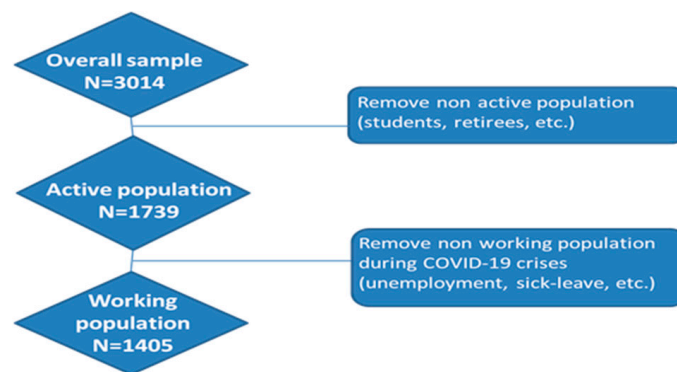 Overall sample
N=3014
Remove non active population
(students, retirees, etc.)
Active population
N=1739
Remove non working population
during COVID-19 crises
(unemployment, sick-leave, etc.)
Working
population
N=1405